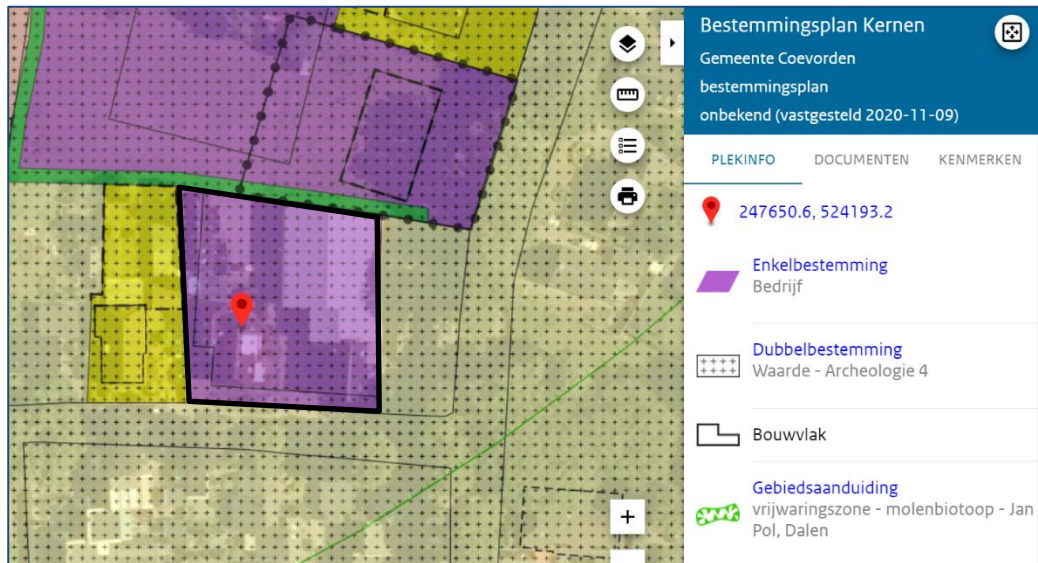 Bestemmingsplan Kernen
Gemeente Coevorden
bestemmingsplan
onbekend (vastgesteld 2020-11-09)
PLEKINFO DOCUMENTEN KENMERKEN
247650.6, 524193.2
Enkelbestemming
Bedrijf
Dubbelbestemming
Waarde - Archeologie 4
Bouwvlak
Gebiedsaanduiding
vrijwaringszone - molenbiotoop - Jan
Pol, Dalen